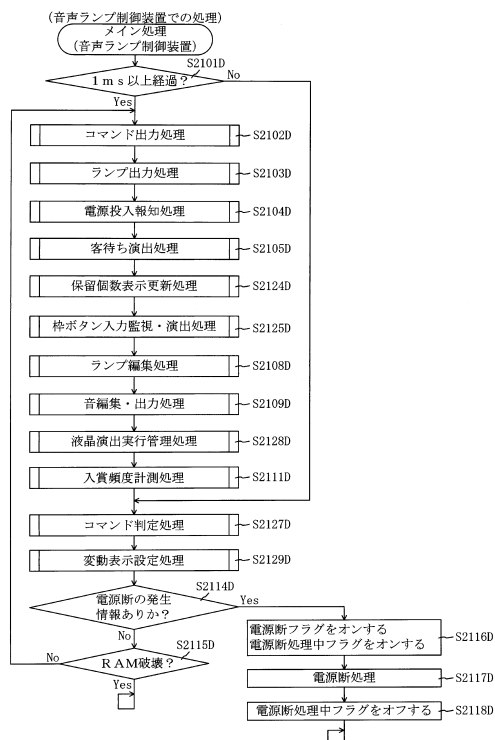 (音声ランプ制御装置での処理)
メイン処理
(音声ランプ制御装置)
S2101D
1ms以上経過?
No
Yes
コマンド出力処理 S2102D
ランプ出力処理 S2103D
電源投入報知処理 S2104D
客待ち演出処理 S2105D
保留個数表示更新処理 S2124D
枠ボタン入力監視・演出処理 S2125D
ランプ編集処理 S2108D
音編集・出力処理 S2109D
液晶演出実行管理処理 S2128D
入賞頻度計測処理 S2111D
コマンド判定処理 S2127D
変動表示設定処理 S2129D
S2114D
電源断の発生
情報ありか?
Yes
No
S2115D
RAM破壊?
No
Yes
電源断フラグをオンする
電源断処理中フラグをオンする S2116D
電源断処理 S2117D
電源断処理中フラグをオフする S2118D